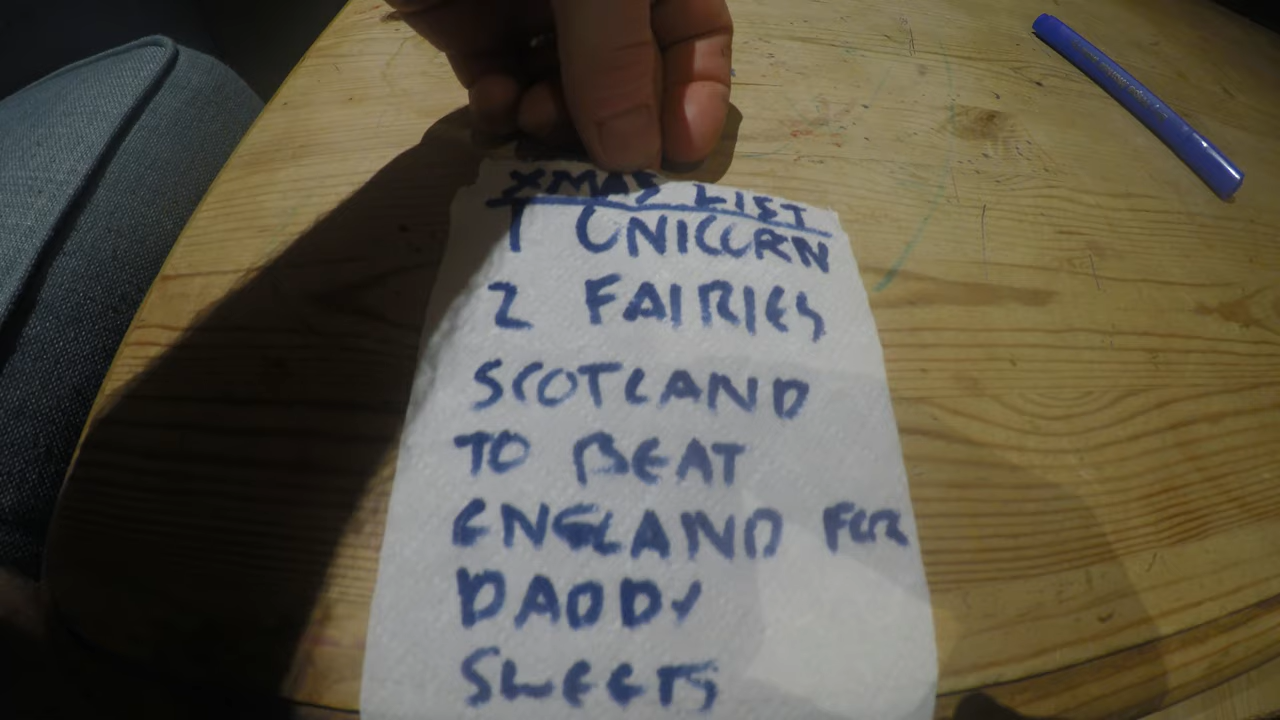 XMAS LIST
1 UNICORN
2 FAIRIES
SCOTLAND
TO BEAT
ENGLAND FOR
DADDY
SWEETS